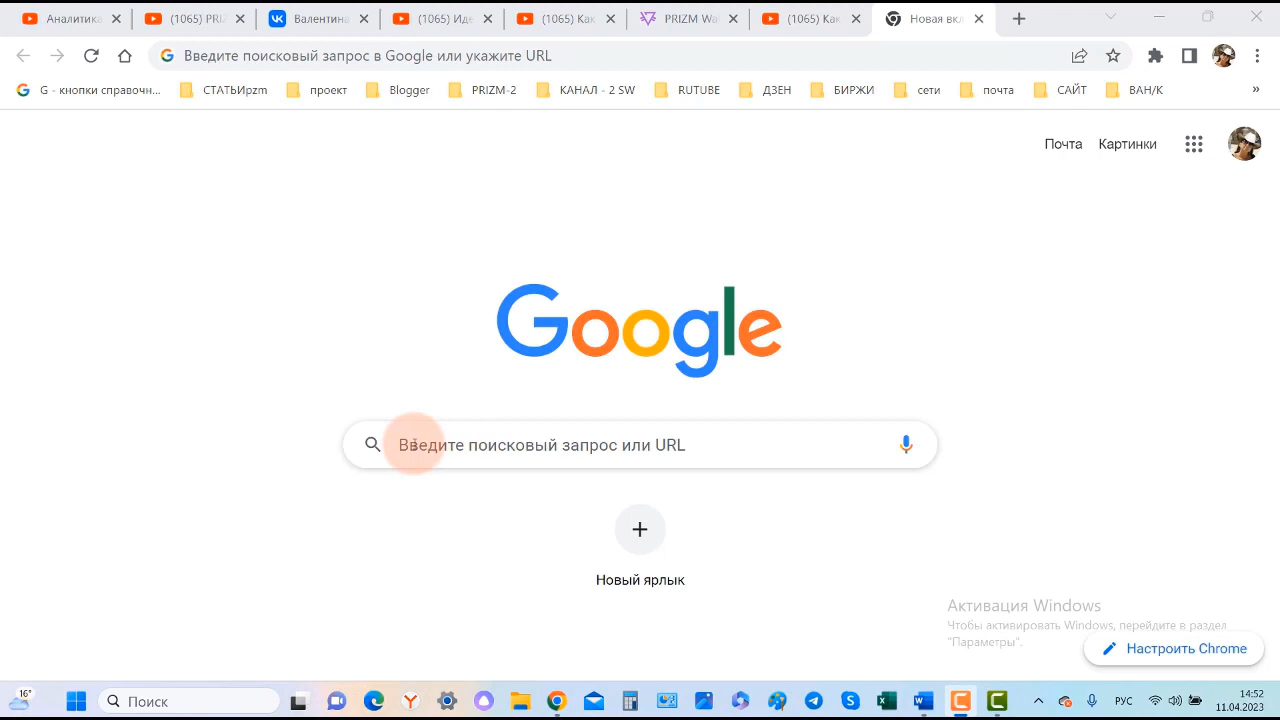 Аналитика
(1065) PRIZ
Валентина
(1065) Иде
(1065) Как
PRIZM Wa
(1065) Как
Новая вкл
Введите поисковый запрос в Google или укажите URL
G - кнопки справочн...
СТАТЬИpzm
проект
Blogger
PRIZM-2
КАНАЛ - 2 SW
RUTUBE
ДЗЕН
БИРЖИ
сети
почта
САЙТ
ВАН/К
»
Почта
Картинки
Google
Введите поисковый запрос или URL
Новый ярлык
Активация Windows
Чтобы активировать Windows, перейдите в раздел
"Параметры".
Настроить Chrome
16°
Поиск
РУС
14:52
11.04.2023